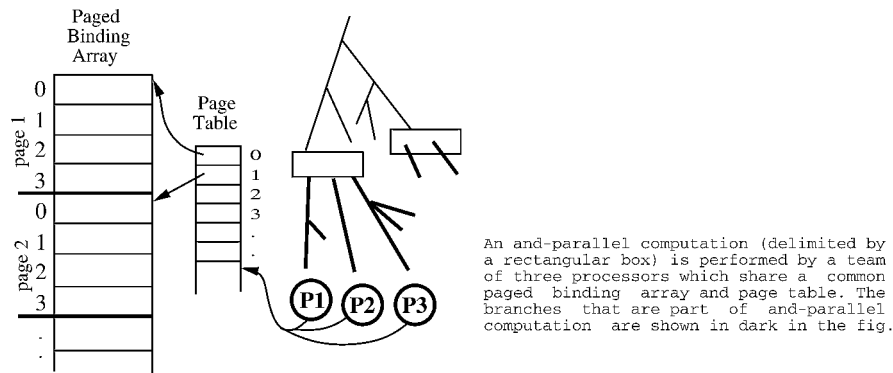 Paged
Binding
Array
0
1
2
3
page 1
0
1
2
3
page 2
.
.
Page
Table
0
1
2
3
.
.
P1
P2
P3
An and-parallel computation (delimited by
a rectangular box) is performed by a team
of three processors which share a common
paged binding array and page table. The
branches that are part of and-parallel
computation are shown in dark in the fig.